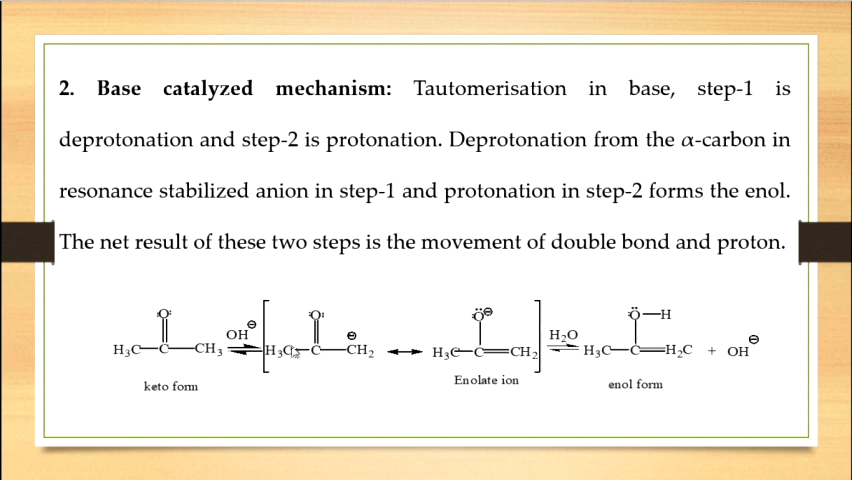 2. Base catalyzed mechanism: Tautomerisation in base, step-1 is
deprotonation and step-2 is protonation. Deprotonation from the α-carbon in
resonance stabilized anion in step-1 and protonation in step-2 forms the enol.
The net result of these two steps is the movement of double bond and proton.
:O: :O: :Ö⊖ Ö—H
OH⊖ H₂O
H₃C—C—CH₃ H₃C—C—CH₂⊖ H₃C—C=CH₂ H₃C—C=H₂C + OH⊖
keto form Enolate ion enol form